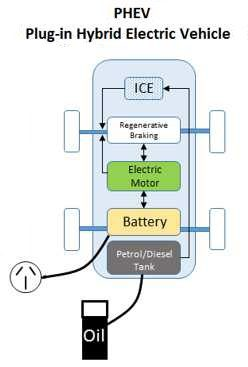 PHEV
Plug-in Hybrid Electric Vehicle
ICE
Regenerative
Braking
Electric
Motor
Battery
Petrol/Diesel
Tank
Oil